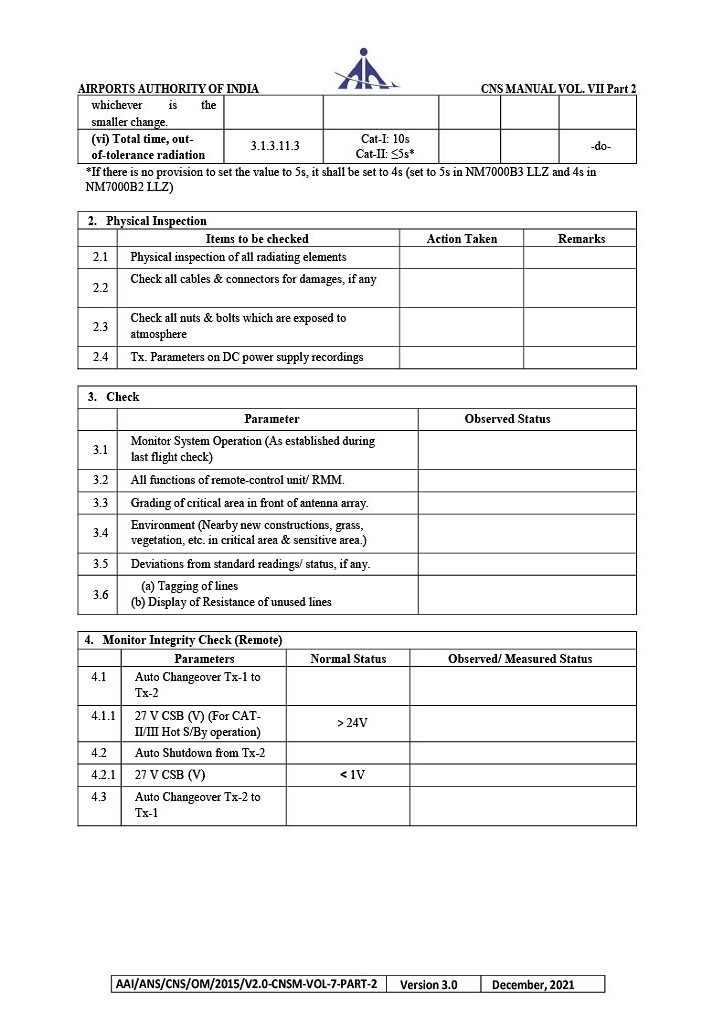 AIRPORTS AUTHORITY OF INDIA CNS MANUAL VOL. VII Part 2
whichever is the
smaller change.
(vi) Total time, out-
of-tolerance radiation 3.1.3.11.3 Cat-I: 10s
Cat-II: ≤5s* -do-
*If there is no provision to set the value to 5s, it shall be set to 4s (set to 5s in NM7000B3 LLZ and 4s in
NM7000B2 LLZ)
2. Physical Inspection
Items to be checked Action Taken Remarks
2.1 Physical inspection of all radiating elements
2.2 Check all cables & connectors for damages, if any
2.3 Check all nuts & bolts which are exposed to
atmosphere
2.4 Tx. Parameters on DC power supply recordings
3. Check
Parameter Observed Status
3.1 Monitor System Operation (As established during
last flight check)
3.2 All functions of remote-control unit/ RMM.
3.3 Grading of critical area in front of antenna array.
3.4 Environment (Nearby new constructions, grass,
vegetation, etc. in critical area & sensitive area.)
3.5 Deviations from standard readings/ status, if any.
3.6 (a) Tagging of lines
(b) Display of Resistance of unused lines
4. Monitor Integrity Check (Remote)
Parameters Normal Status Observed/ Measured Status
4.1 Auto Changeover Tx-1 to
Tx-2
4.1.1 27 V CSB (V) (For CAT-
II/III Hot S/By operation) > 24V
4.2 Auto Shutdown from Tx-2
4.2.1 27 V CSB (V) < 1V
4.3 Auto Changeover Tx-2 to
Tx-1
AAI/ANS/CNS/OM/2015/V2.0-CNSM-VOL-7-PART-2 Version 3.0 December, 2021